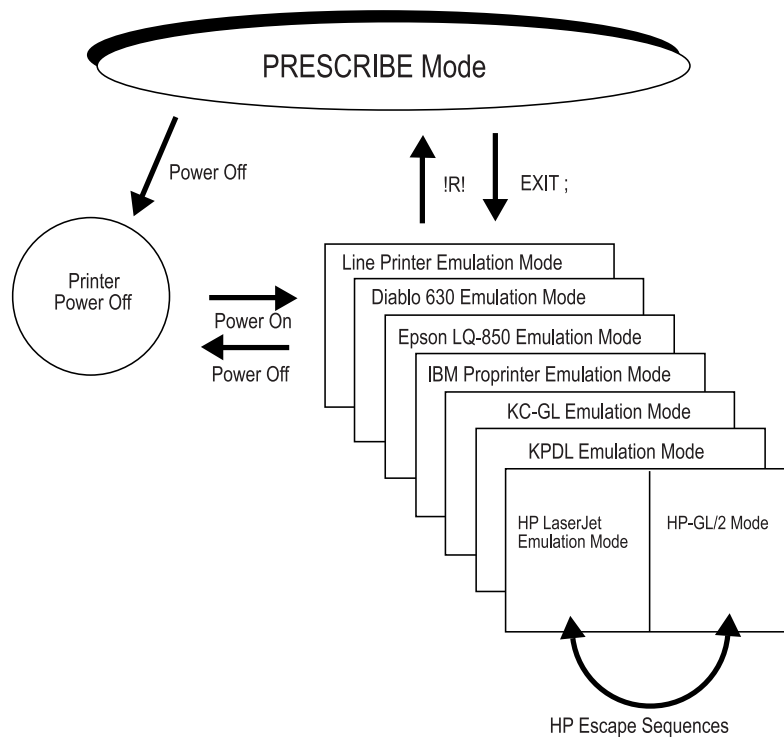 PRESCRIBE Mode
Power Off
!R!
EXIT ;
Printer
Power Off
Power On
Power Off
Line Printer Emulation Mode
Diablo 630 Emulation Mode
Epson LQ-850 Emulation Mode
IBM Proprinter Emulation Mode
KC-GL Emulation Mode
KPDL Emulation Mode
HP LaserJet
Emulation Mode
HP-GL/2 Mode
HP Escape Sequences